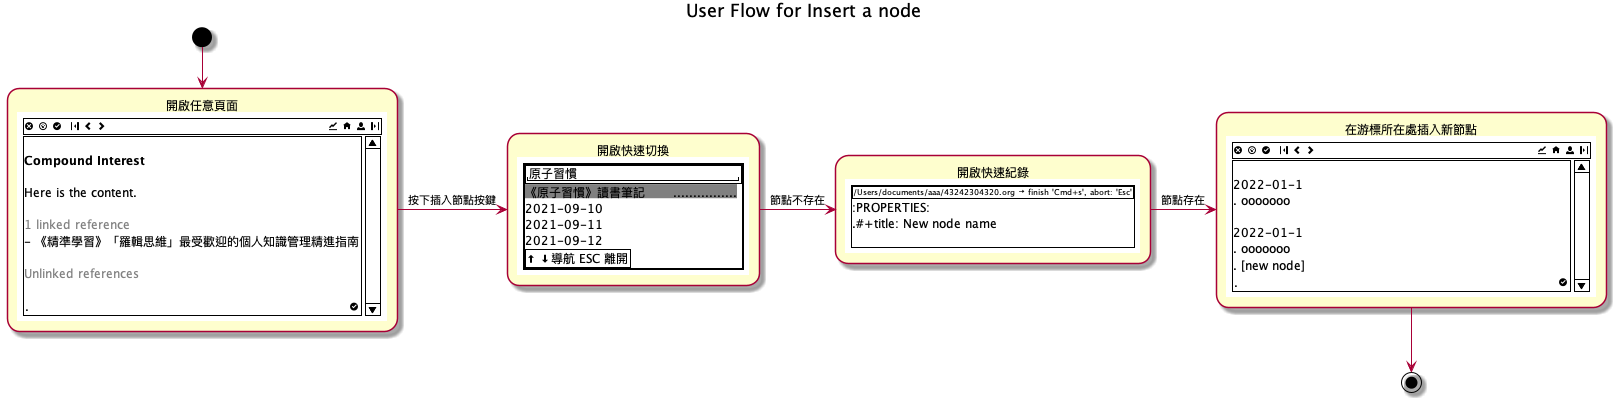 User Flow for Insert a node
開啟任意頁面
Compound Interest
Here is the content.
1 linked reference
- 《精準學習》「羅輯思維」最受歡迎的個人知識管理精進指南
Unlinked references
.
按下插入節點按鍵
開啟快速切換
原子習慣
《原子習慣》讀書筆記 ................
2021-09-10
2021-09-11
2021-09-12
↑ ↓導航 ESC 離開
節點不存在
開啟快速紀錄
/Users/documents/aaa/43242304320.org → finish 'Cmd+s', abort: 'Esc'
:PROPERTIES:
.#+title: New node name
節點存在
在游標所在處插入新節點
2022-01-1
. ooooooo
2022-01-1
. ooooooo
. [new node]
.